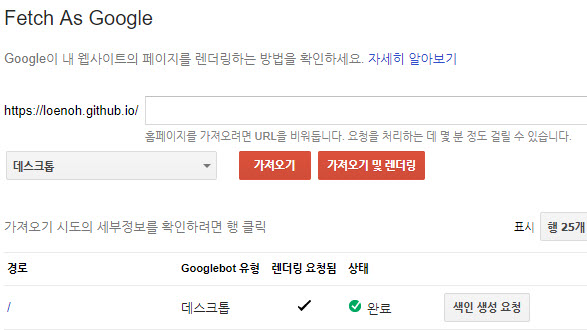 Fetch As Google
Google이 내 웹사이트의 페이지를 렌더링하는 방법을 확인하세요. 자세히 알아보기
https://loenoh.github.io/
홈페이지를 가져오려면 URL을 비워둡니다. 요청을 처리하는 데 몇 분 정도 걸릴 수 있습니다.
데스크톱 가져오기 가져오기 및 렌더링
가져오기 시도의 세부정보를 확인하려면 행 클릭 표시 행 25개
경로 Googlebot 유형 렌더링 요청됨 상태
/ 데스크톱 완료 색인 생성 요청